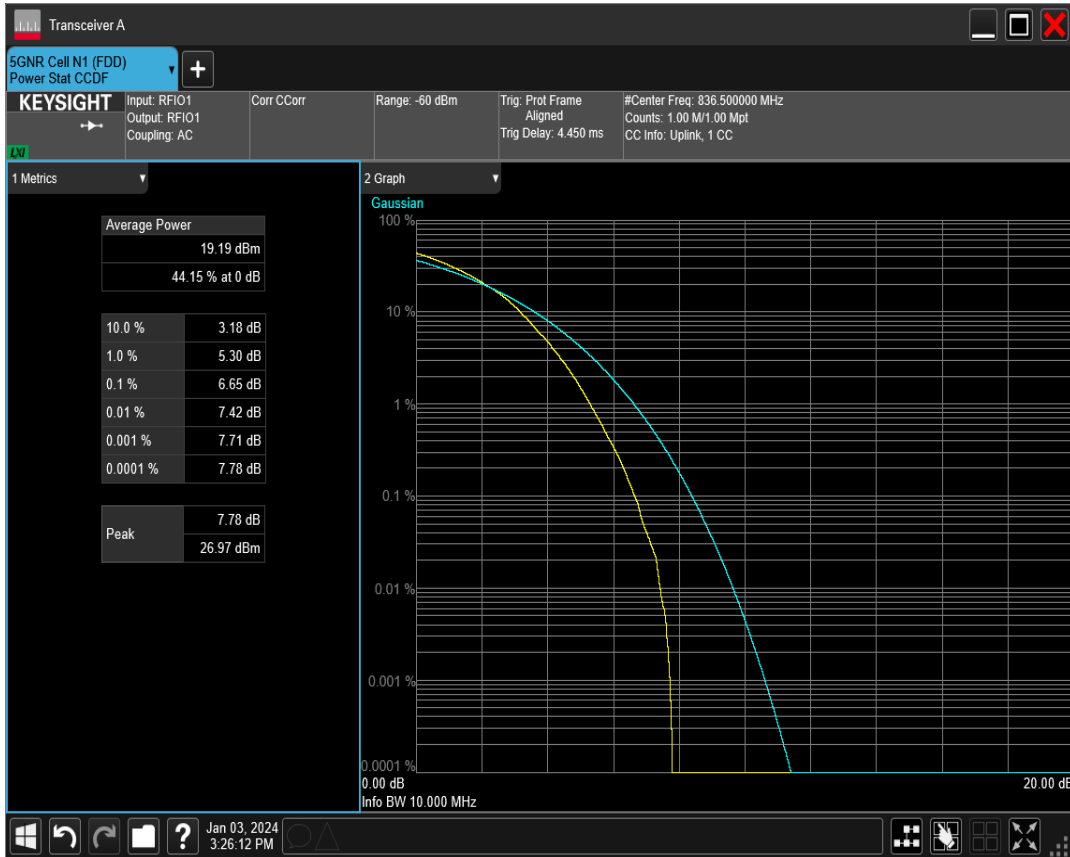 Transceiver A
5GNR Cell N1 (FDD)
Power Stat CCDF
+
KEYSIGHT
LXI
Input: RFIO1
Output: RFIO1
Coupling: AC
Corr CCorr
Range: -60 dBm
Trig: Prot Frame
Aligned
Trig Delay: 4.450 ms
#Center Freq: 836.500000 MHz
Counts: 1.00 M/1.00 Mpt
CC Info: Uplink, 1 CC
1 Metrics
Average Power
19.19 dBm
44.15 % at 0 dB
10.0 % 3.18 dB
1.0 % 5.30 dB
0.1 % 6.65 dB
0.01 % 7.42 dB
0.001 % 7.71 dB
0.0001 % 7.78 dB
Peak
7.78 dB
26.97 dBm
2 Graph
Gaussian
100 %
10 %
1 %
0.1 %
0.01 %
0.001 %
0.0001 %
0.00 dB 20.00 dB
Info BW 10.000 MHz
?
Jan 03, 2024
3:26:12 PM